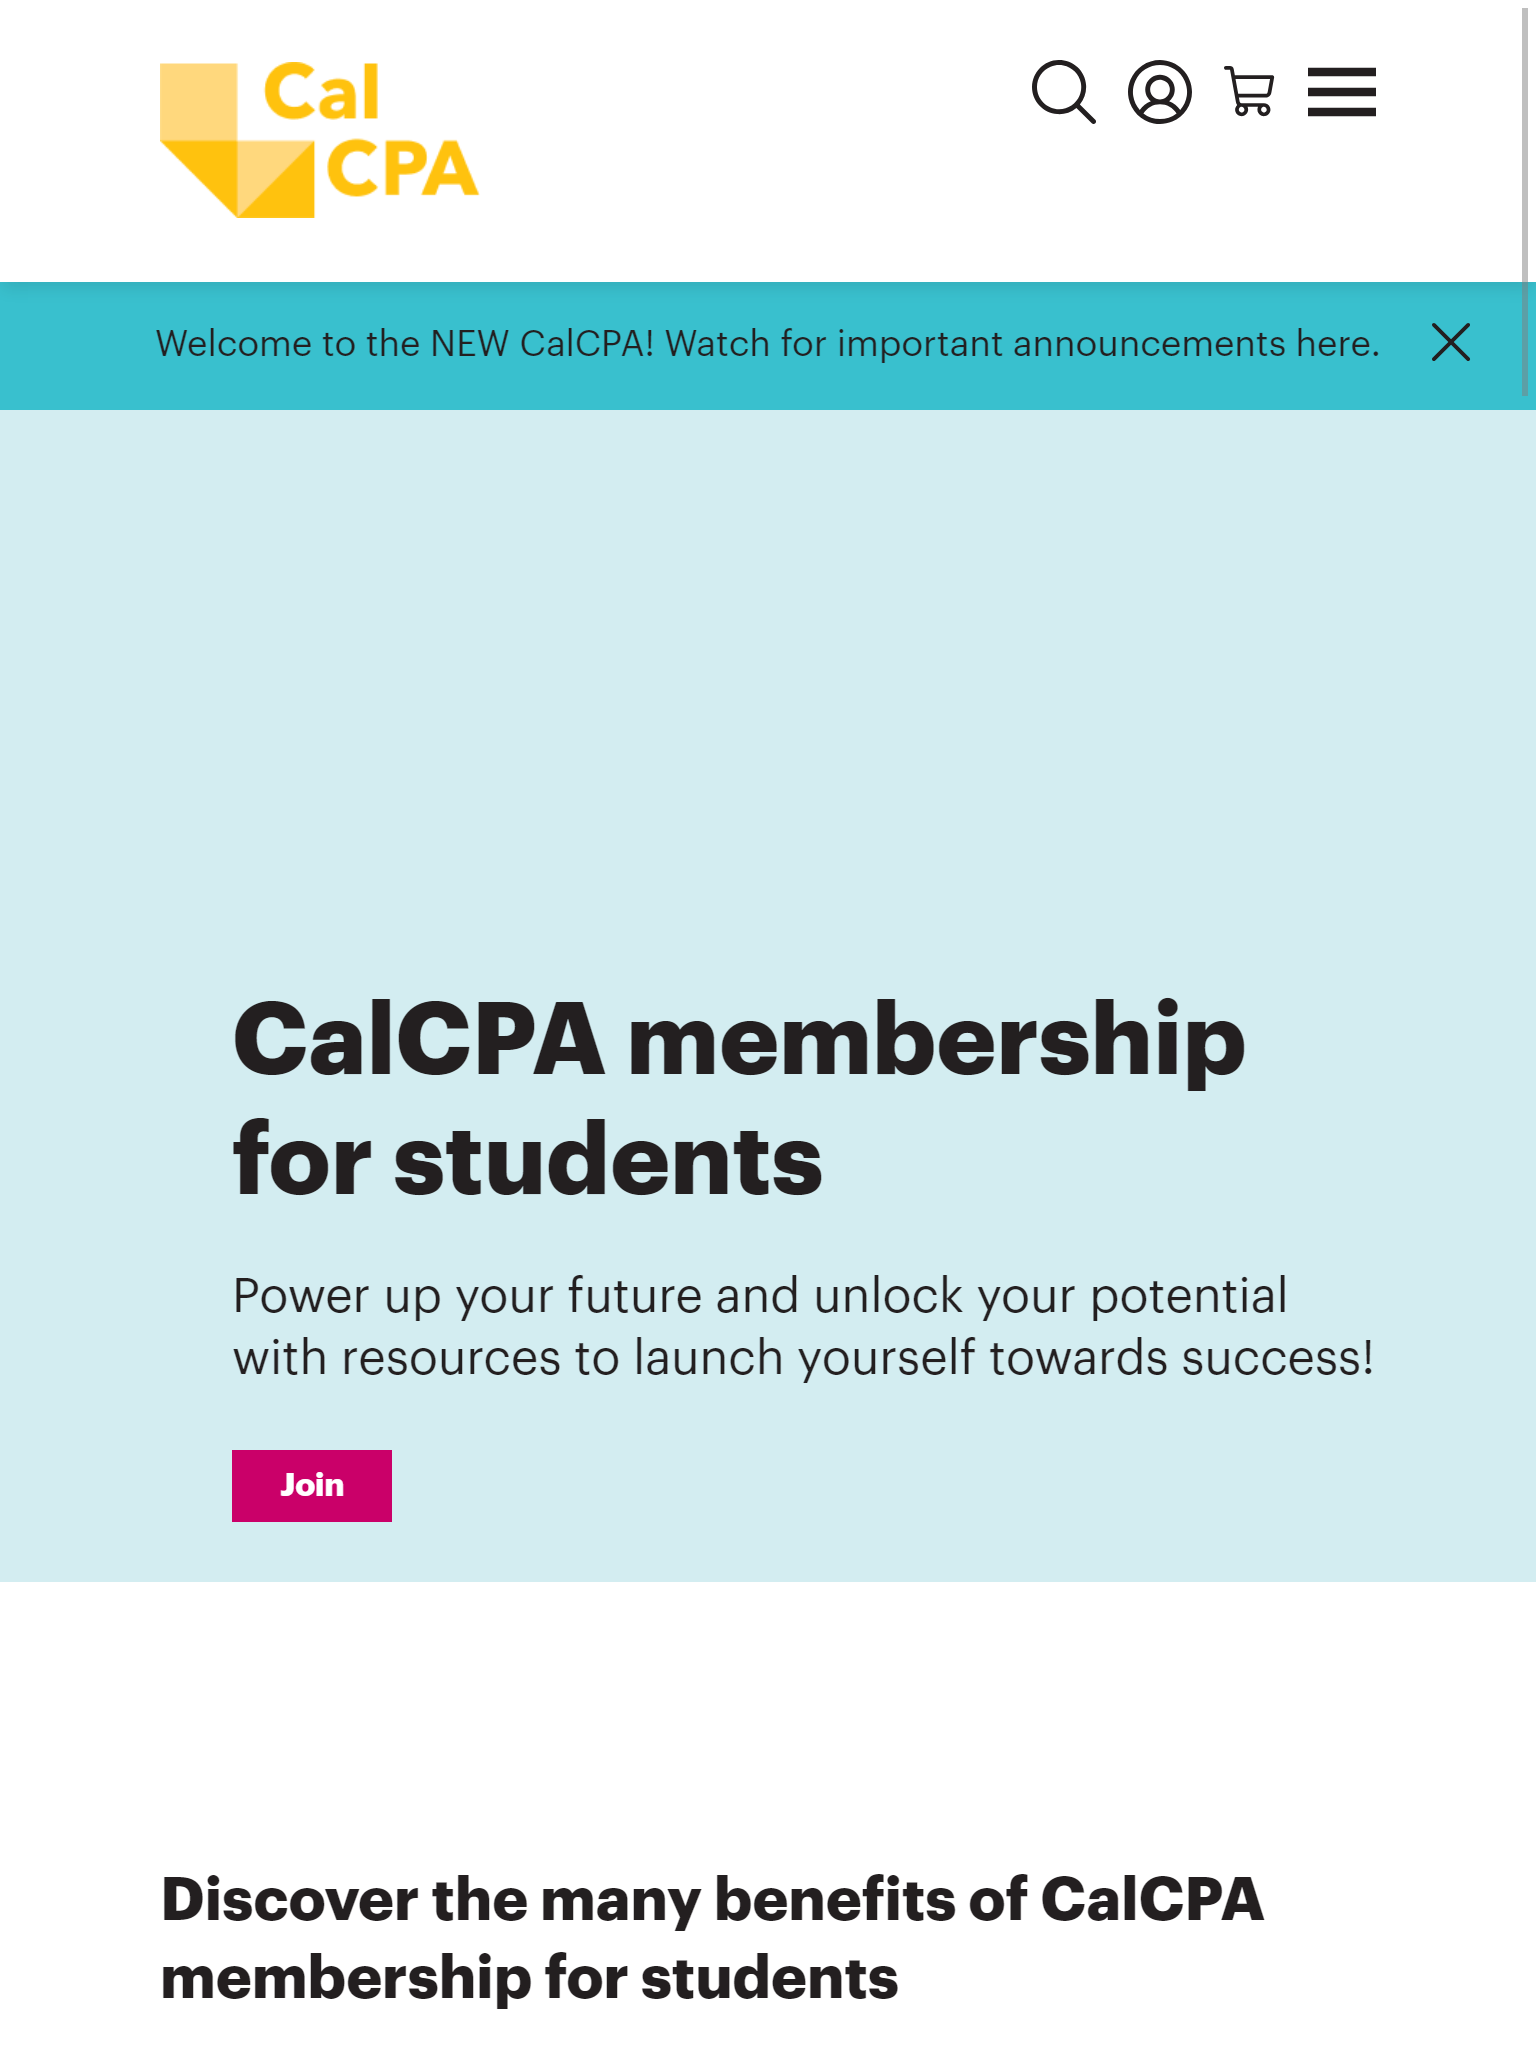 Cal
CPA
Welcome to the NEW CalCPA! Watch for important announcements here.
CalCPA membership
for students
Power up your future and unlock your potential
with resources to launch yourself towards success!
Join
Discover the many benefits of CalCPA
membership for students